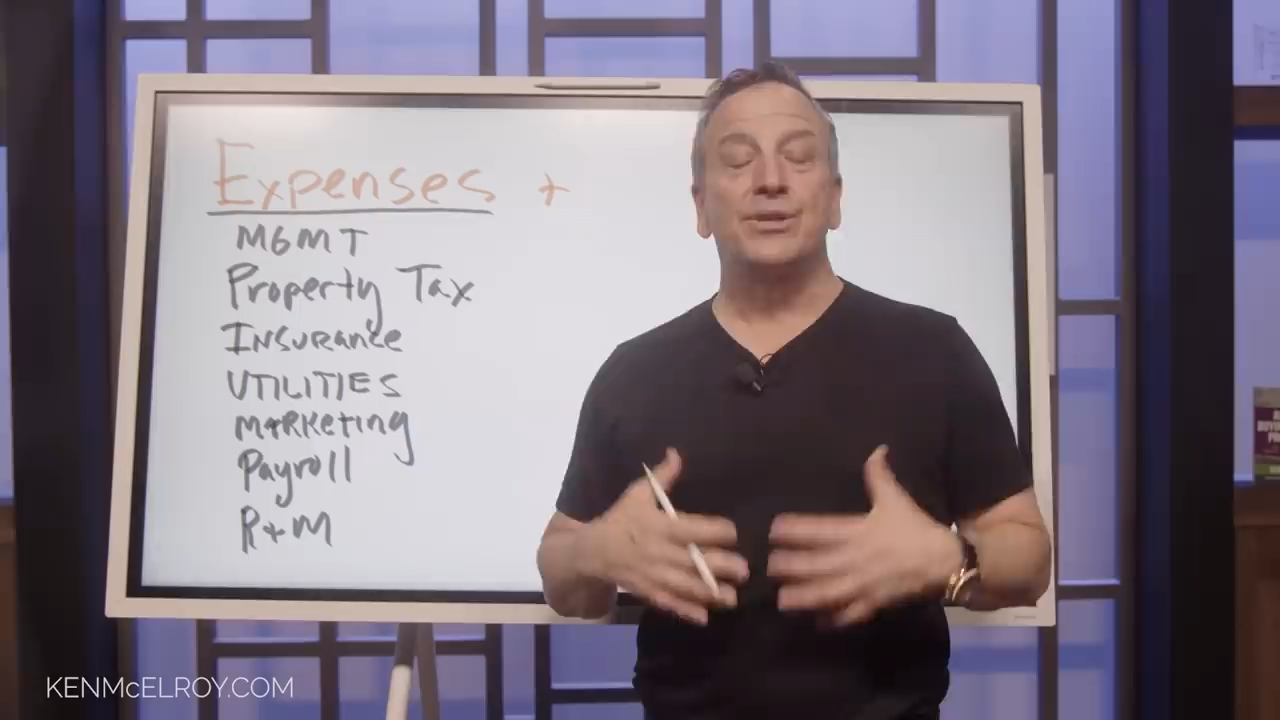 Expenses +
MGMT
Property Tax
Insurance
UTILITIES
Marketing
Payroll
R+M
KENMcELROY.COM